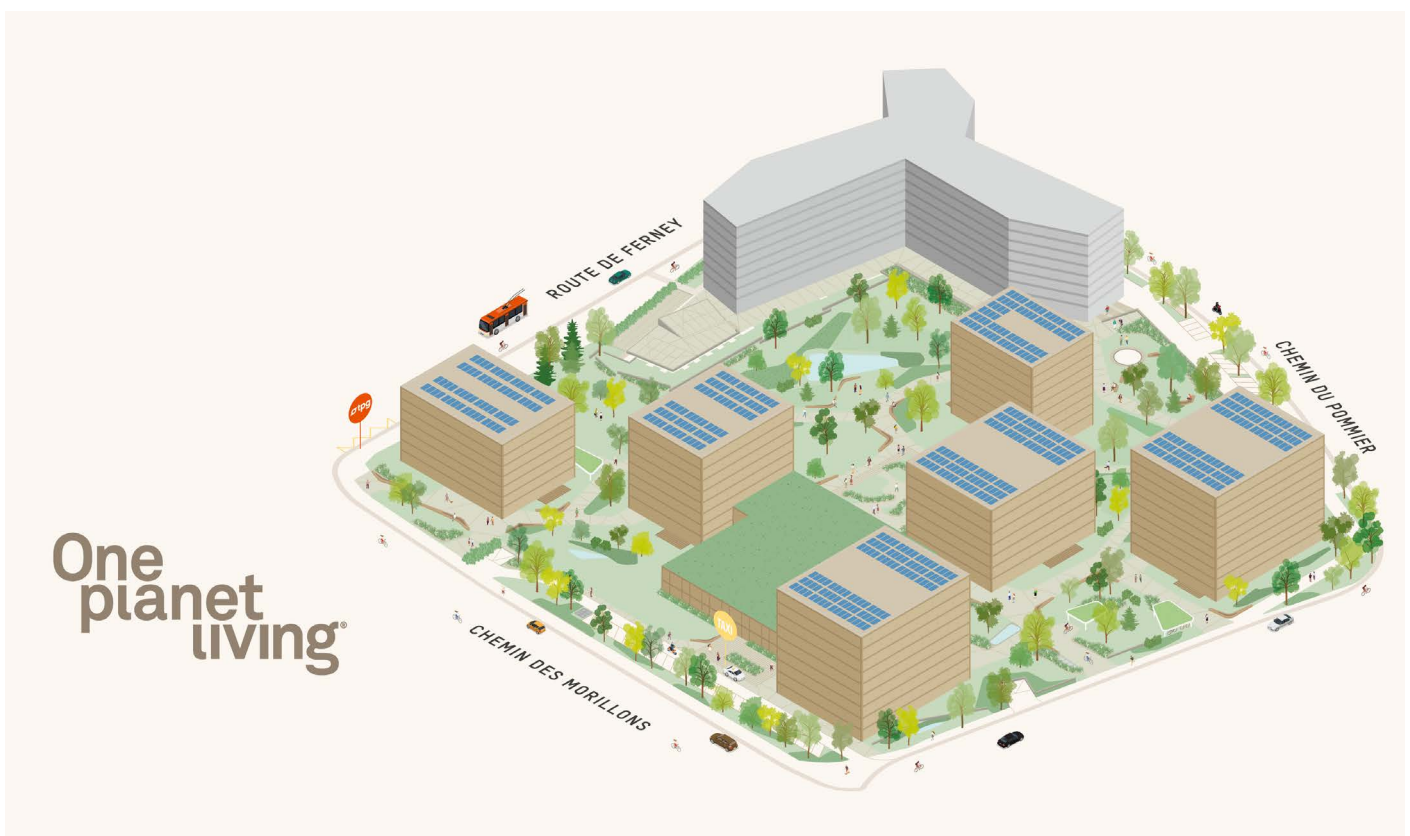 ROUTE DE FERNEY
CHEMIN DU POMMIER
tpg
One
planet
living®
TAXI
CHEMIN DES MORILLONS